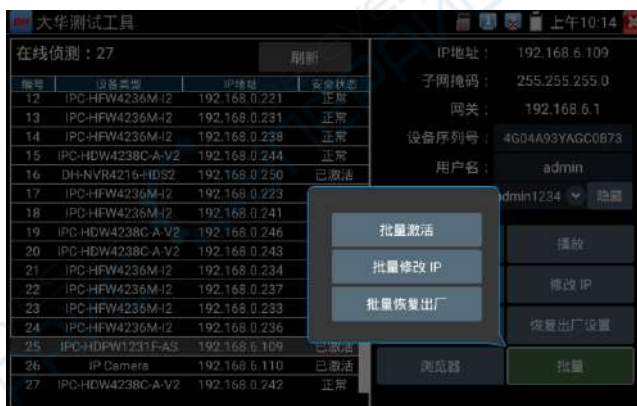 大华测试工具 上午10:14
在线侦测：27 刷新
编号 设备类型 IP地址 安全状态
12 IPC-HFW4236M-I2 192.168.0.221 正常
13 IPC-HFW4236M-I2 192.168.0.231 正常
14 IPC-HFW4236M-I2 192.168.0.238 正常
15 IPC-HDW4238C-A-V2 192.168.0.244 正常
16 DH-NVR4216-HDS2 192.168.0.250 已激活
17 IPC-HFW4236M-I2 192.168.0.223
18 IPC-HFW4236M-I2 192.168.0.241
19 IPC-HDW4238C-A-V2 192.168.0.246
20 IPC-HDW4238C-A-V2 192.168.0.243
21 IPC-HFW4236M-I2 192.168.0.234
22 IPC-HFW4236M-I2 192.168.0.237
23 IPC-HFW4236M-I2 192.168.0.233
24 IPC-HFW4236M-I2 192.168.0.236
25 IPC-HDPW1231F-AS 192.168.6.109 已激活
26 IP Camera 192.168.6.110 已激活
27 IPC-HDW4238C-A-V2 192.168.0.242 正常
IP地址： 192.168.6.109
子网掩码： 255.255.255.0
网关： 192.168.6.1
设备序列号： 4G04A93YAGC0B73
用户名： admin
dmin1234 隐藏
批量激活
批量修改 IP
批量恢复出厂
播放
修改 IP
恢复出厂设置
浏览器 批量